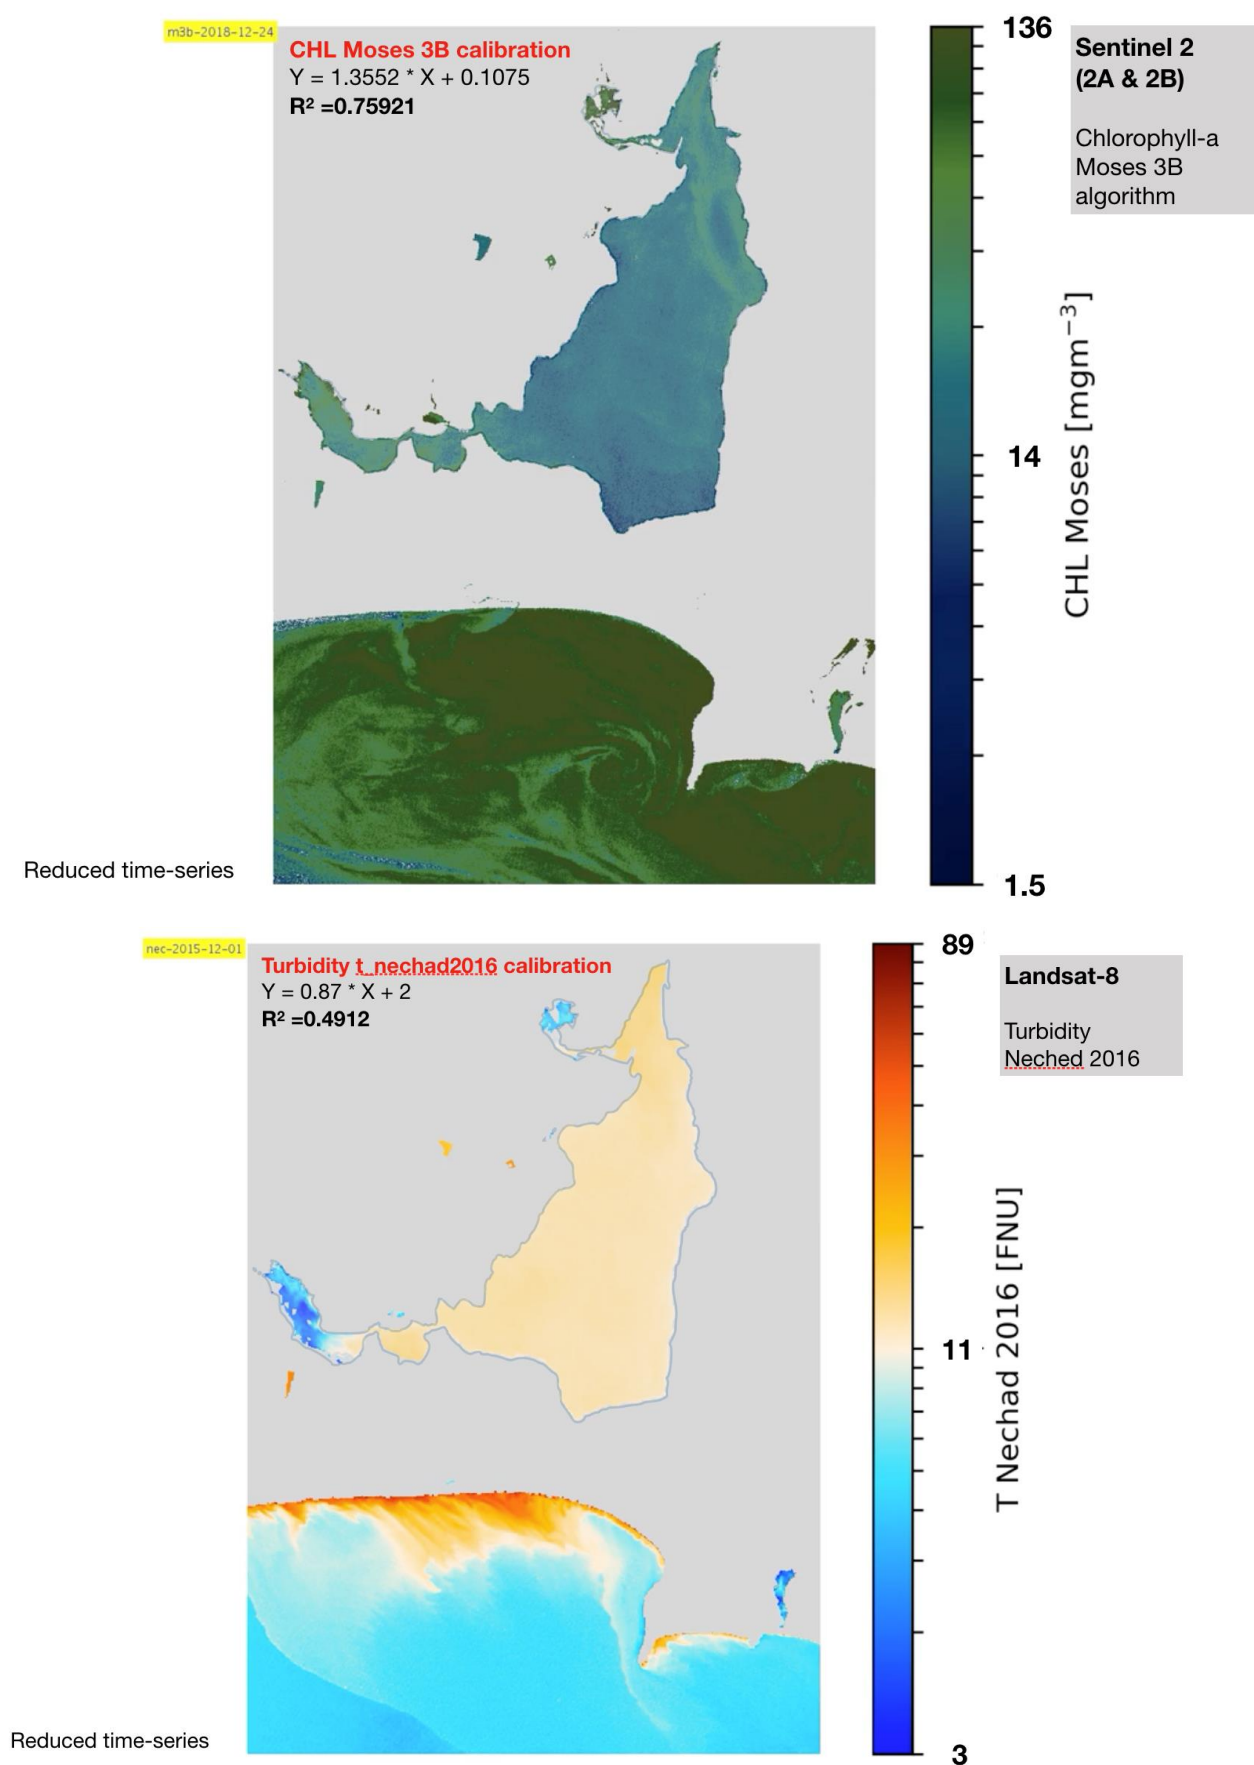 m3b-2018-12-24
CHL Moses 3B calibration
Y = 1.3552 * X + 0.1075
R² =0.75921
136
14
1.5
CHL Moses [mgm⁻³]
Sentinel 2
(2A & 2B)
Chlorophyll-a
Moses 3B
algorithm
Reduced time-series
nec-2015-12-01
Turbidity t_nechad2016 calibration
Y = 0.87 * X + 2
R² =0.4912
89
11
3
T Nechad 2016 [FNU]
Landsat-8
Turbidity
Neched 2016
Reduced time-series